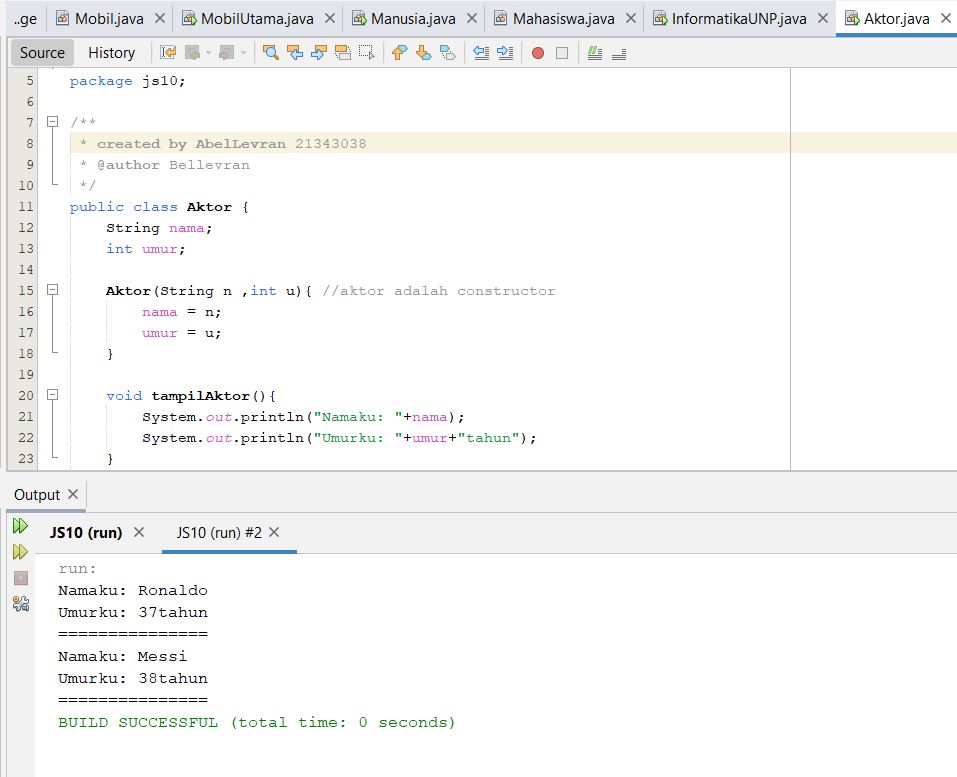 ..ge Mobil.java MobilUtama.java Manusia.java Mahasiswa.java InformatikaUNP.java Aktor.java
Source History
5 package js10;
6
7 /**
8 * created by AbelLevran 21343038
9 * @author Bellevran
10 */
11 public class Aktor {
12 String nama;
13 int umur;
14
15 Aktor(String n ,int u){ //aktor adalah constructor
16 nama = n;
17 umur = u;
18 }
19
20 void tampilAktor(){
21 System.out.println("Namaku: "+nama);
22 System.out.println("Umurku: "+umur+"tahun");
23 }
Output
JS10 (run) JS10 (run) #2
run:
Namaku: Ronaldo
Umurku: 37tahun
===============
Namaku: Messi
Umurku: 38tahun
===============
BUILD SUCCESSFUL (total time: 0 seconds)